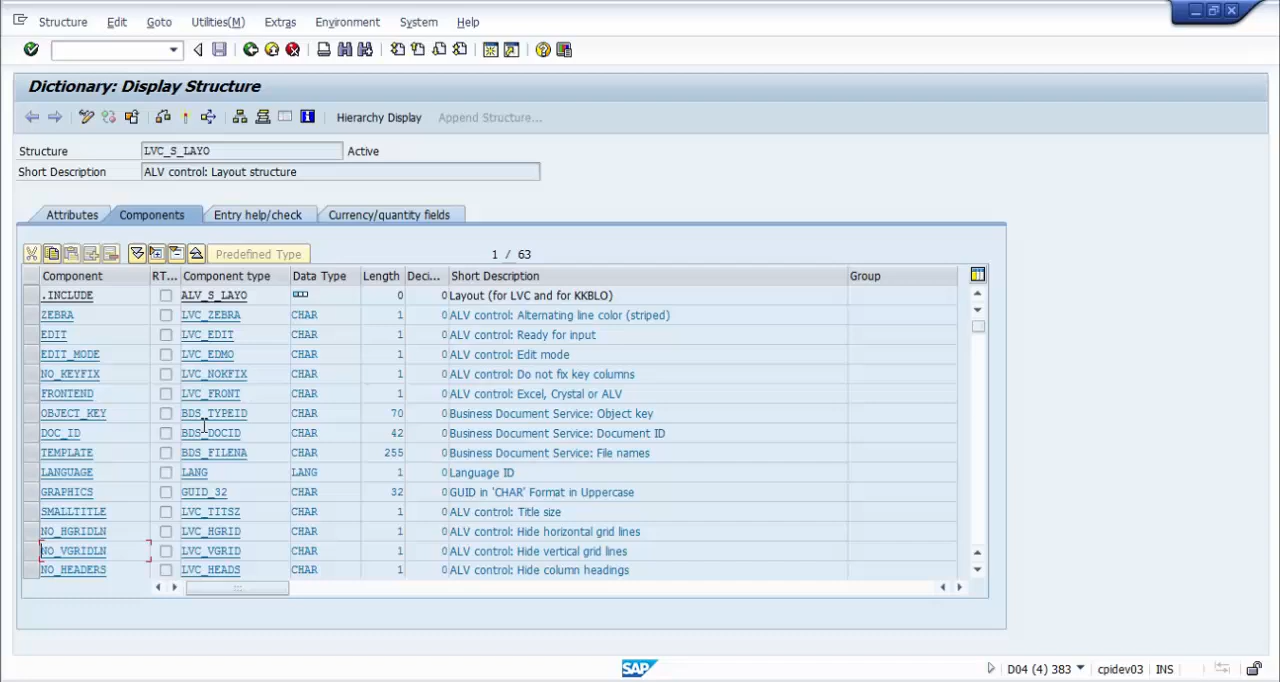 Structure Edit Goto Utilities(M) Extras Environment System Help
Dictionary: Display Structure
Hierarchy Display Append Structure...
Structure LVC_S_LAYO Active
Short Description ALV control: Layout structure
Attributes Components Entry help/check Currency/quantity fields
Predefined Type 1 / 63
Component RT... Component type Data Type Length Deci... Short Description Group
.INCLUDE ALV_S_LAYO 0 0 Layout (for LVC and for KKBLO)
ZEBRA LVC_ZEBRA CHAR 1 0 ALV control: Alternating line color (striped)
EDIT LVC_EDIT CHAR 1 0 ALV control: Ready for input
EDIT_MODE LVC_EDMO CHAR 1 0 ALV control: Edit mode
NO_KEYFIX LVC_NOKFIX CHAR 1 0 ALV control: Do not fix key columns
FRONTEND LVC_FRONT CHAR 1 0 ALV control: Excel, Crystal or ALV
OBJECT_KEY BDS_TYPEID CHAR 70 0 Business Document Service: Object key
DOC_ID BDS_DOCID CHAR 42 0 Business Document Service: Document ID
TEMPLATE BDS_FILENA CHAR 255 0 Business Document Service: File names
LANGUAGE LANG LANG 1 0 Language ID
GRAPHICS GUID_32 CHAR 32 0 GUID in 'CHAR' Format in Uppercase
SMALLTITLE LVC_TITSZ CHAR 1 0 ALV control: Title size
NO_HGRIDLN LVC_HGRID CHAR 1 0 ALV control: Hide horizontal grid lines
NO_VGRIDLN LVC_VGRID CHAR 1 0 ALV control: Hide vertical grid lines
NO_HEADERS LVC_HEADS CHAR 1 0 ALV control: Hide column headings
SAP D04 (4) 383 cpidev03 INS